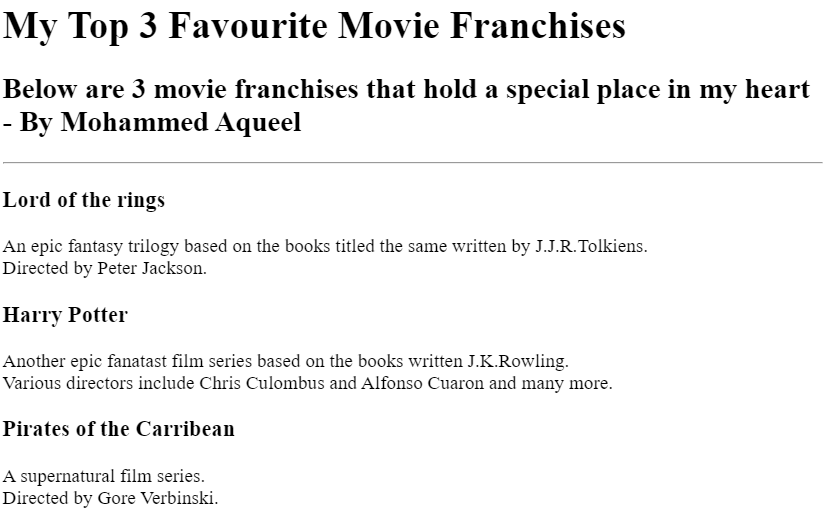 My Top 3 Favourite Movie Franchises
Below are 3 movie franchises that hold a special place in my heart
- By Mohammed Aqueel
Lord of the rings
An epic fantasy trilogy based on the books titled the same written by J.J.R.Tolkiens.
Directed by Peter Jackson.
Harry Potter
Another epic fanatast film series based on the books written J.K.Rowling.
Various directors include Chris Culombus and Alfonso Cuaron and many more.
Pirates of the Carribean
A supernatural film series.
Directed by Gore Verbinski.